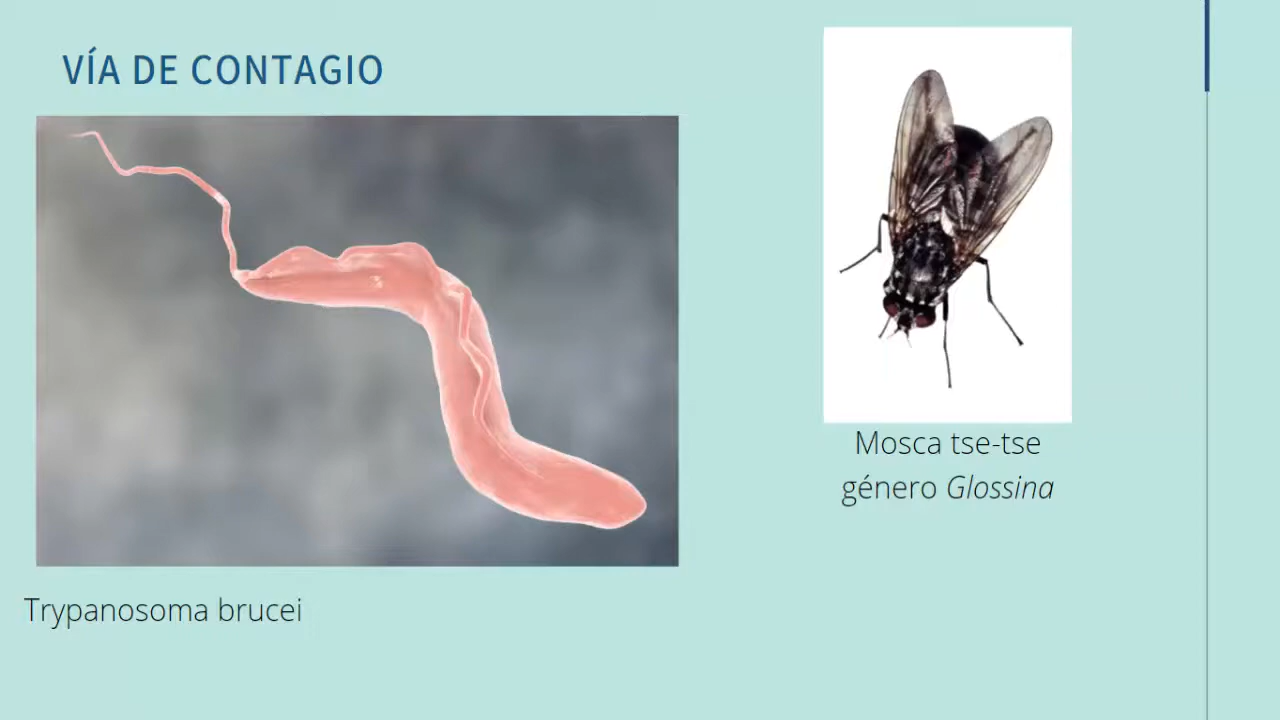 VÍA DE CONTAGIO
Mosca tse-tse
género Glossina
Trypanosoma brucei